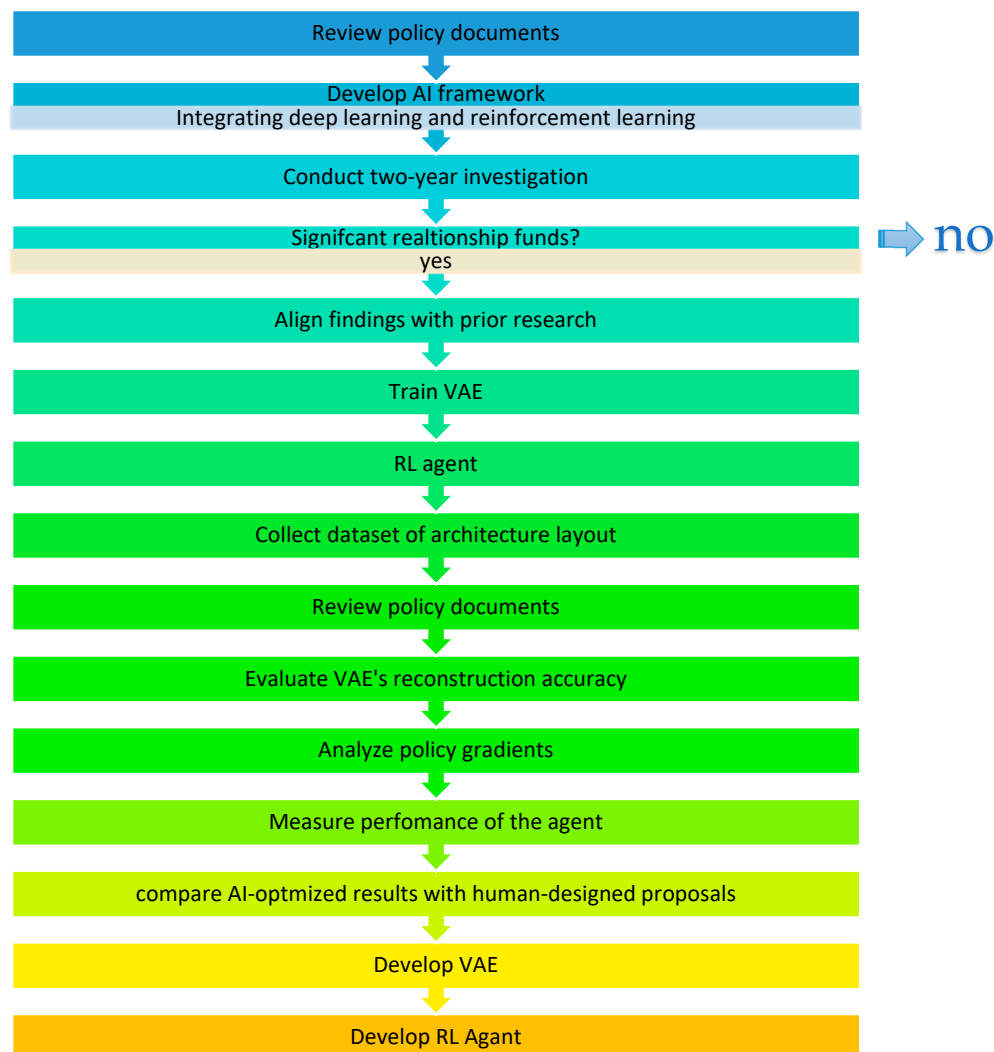 Review policy documents
Develop AI framework
Integrating deep learning and reinforcement learning
Conduct two-year investigation
Signifcant realtionship funds?
no
yes
Align findings with prior research
Train VAE
RL agent
Collect dataset of architecture layout
Review policy documents
Evaluate VAE's reconstruction accuracy
Analyze policy gradients
Measure perfomance of the agent
compare AI-optmized results with human-designed proposals
Develop VAE
Develop RL Agant